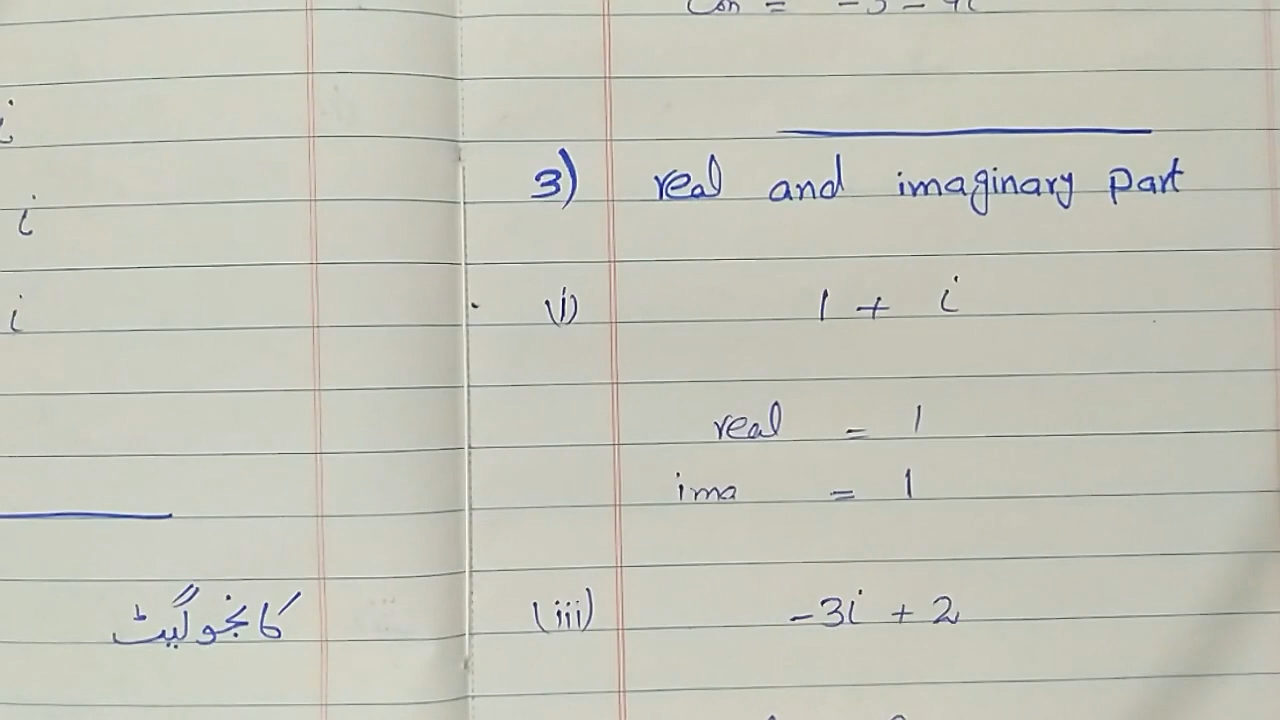 i
i
i
کانجوگیٹ
3) real and imaginary part
(i) 1 + i
real = 1
ima = 1
(iii) -3i + 2